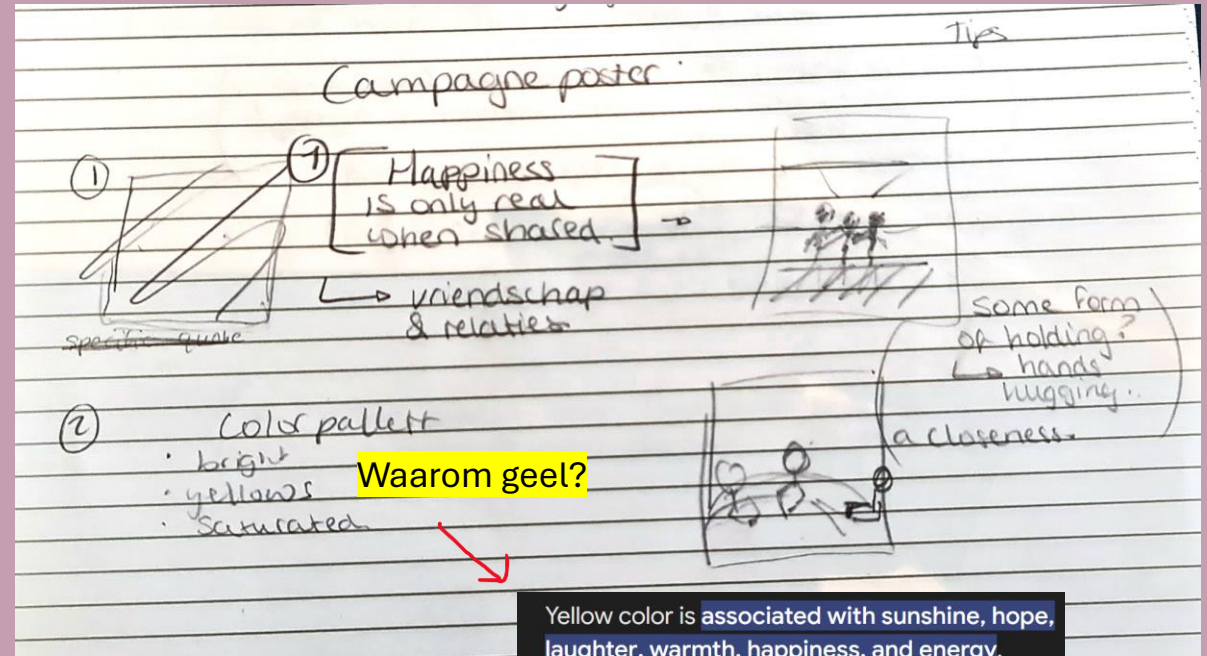 Tips
Campagne poster
①
①
Happiness
is only real
when shared
vriendschap
& relaties
specific quote
some form
of holding?
hands
hugging..
a closeness.
②
Color pallett
· bright
· yellows
· Saturated
Waarom geel?
Yellow color is associated with sunshine, hope,
laughter, warmth, happiness, and energy.